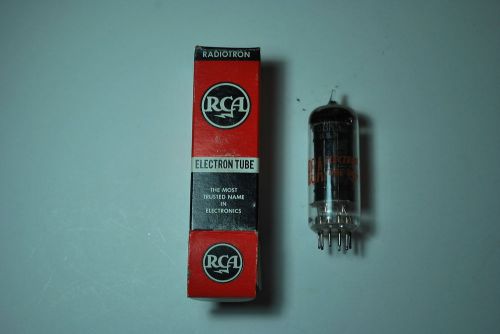 RADIOTRON
RCA
ELECTRON TUBE
THE MOST
TRUSTED NAME
IN
ELECTRONICS
RCA